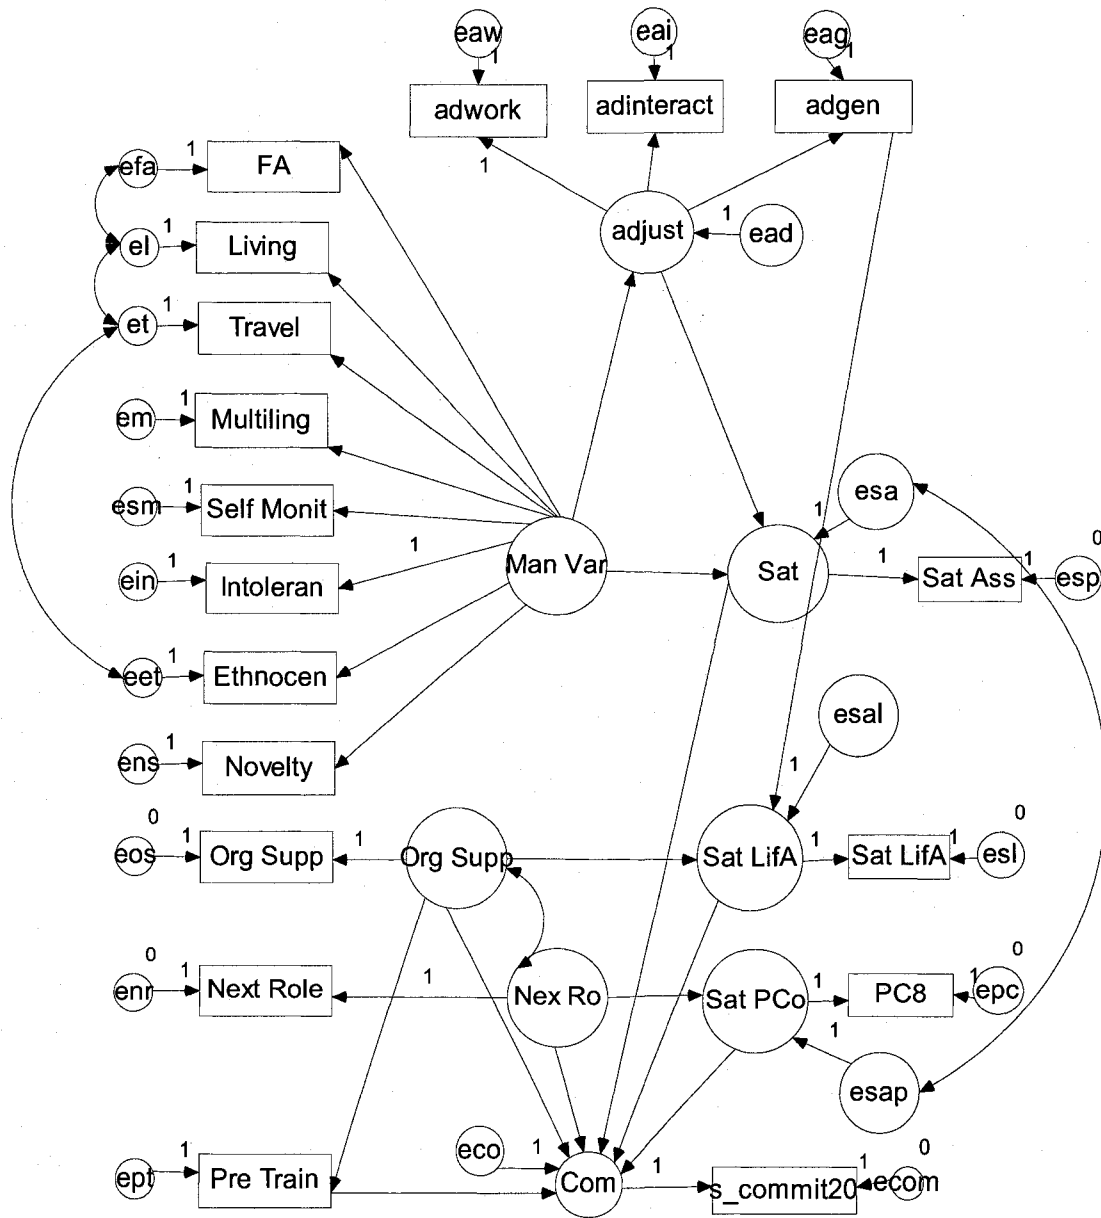 eaw
1
eai
1
eag
1
adwork
adinteract
adgen
1
efa
1
FA
adjust
1
ead
el
1
Living
et
1
Travel
em
1
Multiling
esm
1
Self Monit
1
ein
1
Intoleran
Man Var
Sat
1
esa
1
Sat Ass
1
0
esp
eet
1
Ethnocen
ens
1
Novelty
esal
1
0
eos
1
Org Supp
1
Org Supp
Sat LifA
1
Sat LifA
1
0
esl
0
enr
1
Next Role
1
Nex Ro
Sat PCo
1
PC8
1
0
epc
1
esap
ept
1
Pre Train
eco
1
Com
1
s_commit20
1
0
ecom